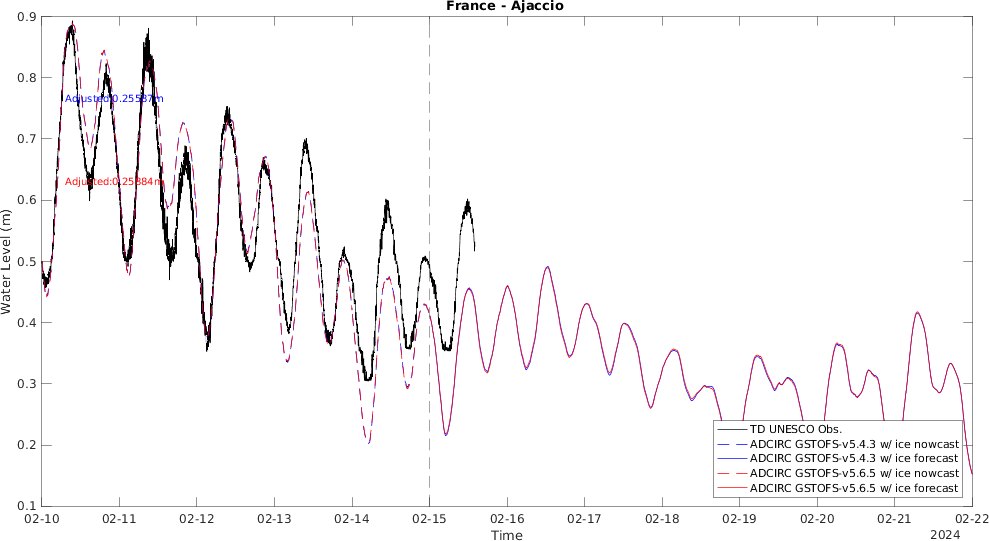 France - Ajaccio
0.9
0.8
0.7
0.6
0.5
0.4
0.3
0.2
0.1
Water Level (m)
Adjusted:0.25587m
Adjusted:0.25884m
TD UNESCO Obs.
ADCIRC GSTOFS-v5.4.3 w/ ice nowcast
ADCIRC GSTOFS-v5.4.3 w/ ice forecast
ADCIRC GSTOFS-v5.6.5 w/ ice nowcast
ADCIRC GSTOFS-v5.6.5 w/ ice forecast
02-10 02-11 02-12 02-13 02-14 02-15 02-16 02-17 02-18 02-19 02-20 02-21 02-22
Time
2024